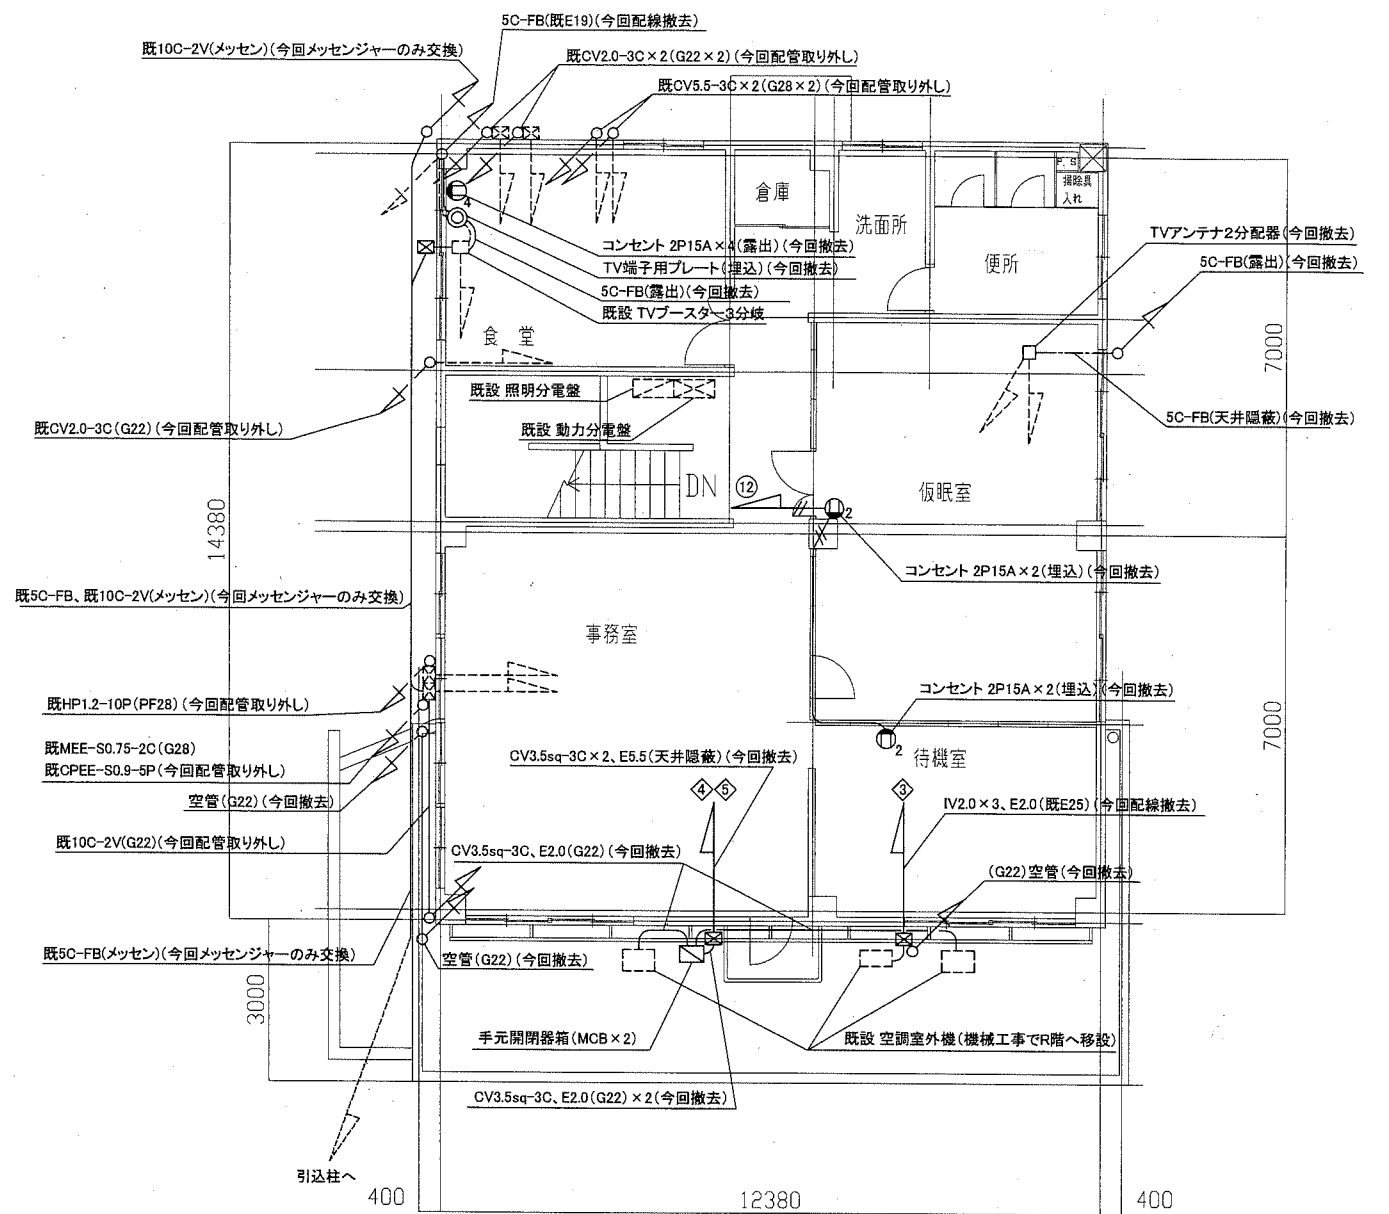 5C-FB(既E19)(今回配線撤去)
既10C-2V(メッセン)(今回メッセンジャーのみ交換)
既CV2.0-3C×2(G22×2)(今回配管取り外し)
既CV5.5-3C×2(G28×2)(今回配管取り外し)
P.S
掃除具
入れ
倉庫
洗面所
便所
4
コンセント 2P15A×4(露出)(今回撤去)
TV端子用プレート(埋込)(今回撤去)
5C-FB(露出)(今回撤去)
既設 TVブースター3分岐
TVアンテナ2分配器(今回撤去)
5C-FB(露出)(今回撤去)
食 堂
7000
既設 照明分電盤
既設 動力分電盤
5C-FB(天井隠蔽)(今回撤去)
既CV2.0-3C(G22)(今回配管取り外し)
DN
12
仮眠室
2
14380
コンセント 2P15A×2(埋込)(今回撤去)
既5C-FB、既10C-2V(メッセン)(今回メッセンジャーのみ交換)
事務室
コンセント 2P15A×2(埋込)(今回撤去)
既HP1.2-10P(PF28)(今回配管取り外し)
7000
2
既MEE-S0.75-2C(G28)
既CPEE-S0.9-5P(今回配管取り外し)
CV3.5sq-3C×2、E5.5(天井隠蔽)(今回撤去)
待機室
空管(G22)(今回撤去)
4
5
3
IV2.0×3、E2.0(既E25)(今回配線撤去)
既10C-2V(G22)(今回配管取り外し)
CV3.5sq-3C、E2.0(G22)(今回撤去)
(G22)空管(今回撤去)
既5C-FB(メッセン)(今回メッセンジャーのみ交換)
空管(G22)(今回撤去)
3000
手元開閉器箱(MCB×2)
既設 空調室外機(機械工事でR階へ移設)
CV3.5sq-3C、E2.0(G22)×2(今回撤去)
引込柱へ
400
12380
400